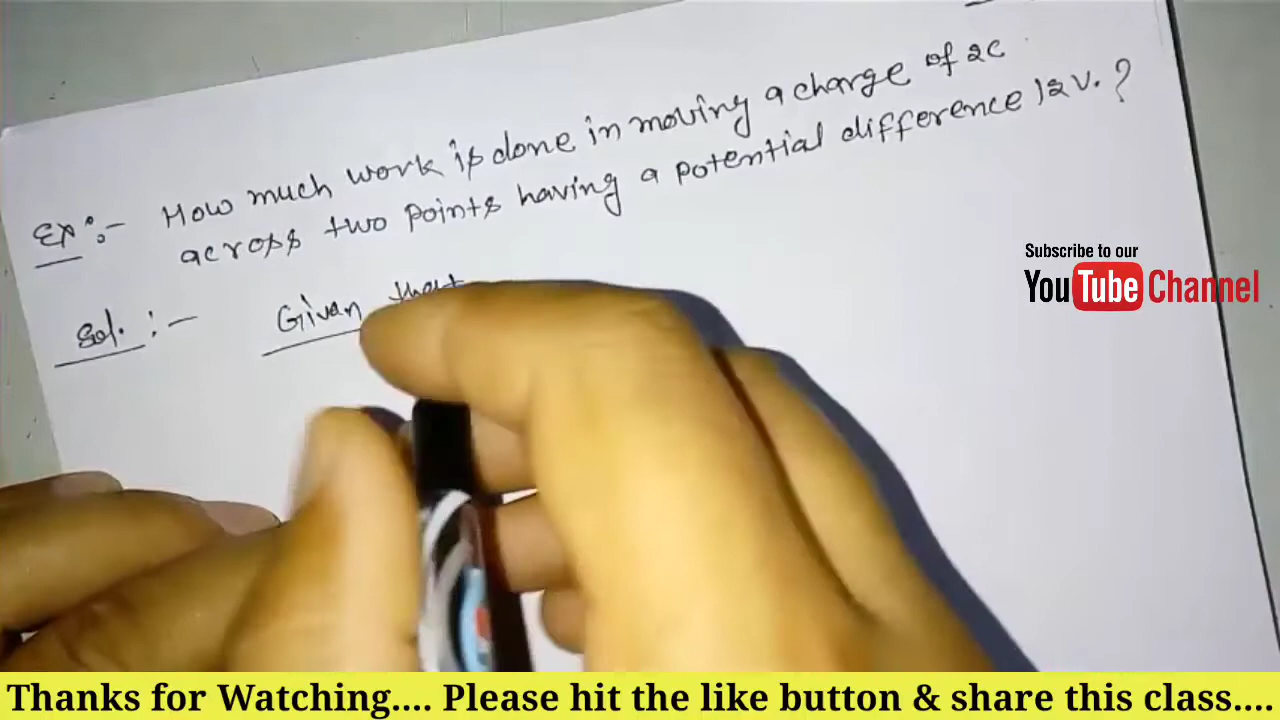 Ex:- How much work is done in moving a charge of 2C
across two points having a potential difference 12V.?
Sol. :- Given that
Subscribe to our
YouTube Channel
Thanks for Watching.... Please hit the like button & share this class....